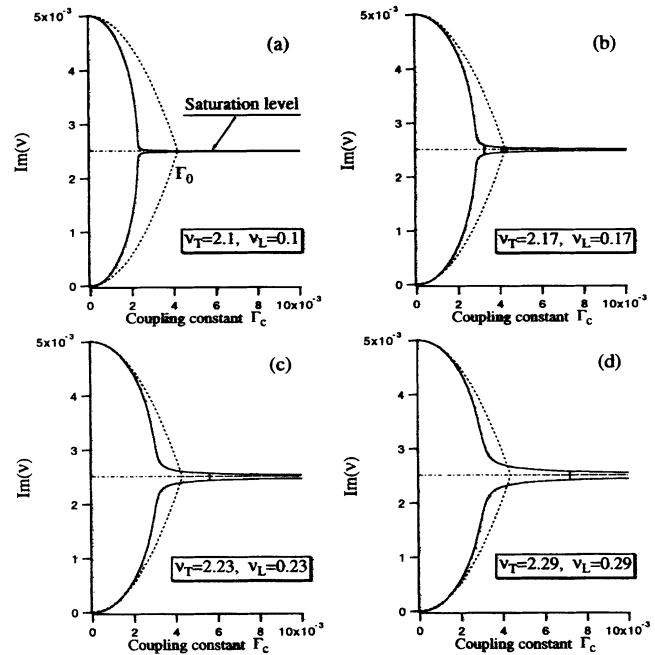 5x10⁻³
(a)
4
Saturation level
3
Im(ν)
2
Γ₀
1
ν_T=2.1, ν_L=0.1
0
0 2 4 6 8 10x10⁻³
Coupling constant Γ_c
5x10⁻³
(b)
4
3
Im(ν)
2
1
ν_T=2.17, ν_L=0.17
0
0 2 4 6 8 10x10⁻³
Coupling constant Γ_c
5x10⁻³
(c)
4
3
Im(ν)
2
1
ν_T=2.23, ν_L=0.23
0
0 2 4 6 8 10x10⁻³
Coupling constant Γ_c
5x10⁻³
(d)
4
3
Im(ν)
2
1
ν_T=2.29, ν_L=0.29
0
0 2 4 6 8 10x10⁻³
Coupling constant Γ_c